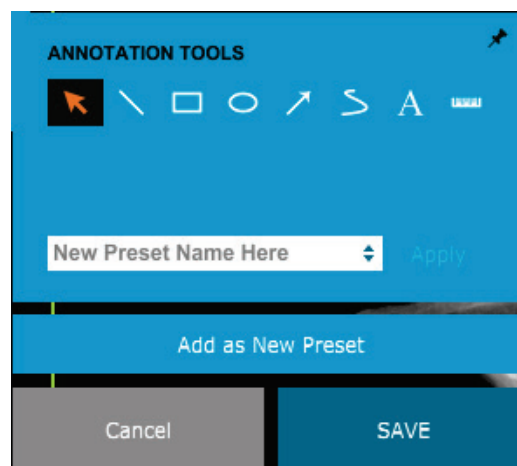 ANNOTATION TOOLS
A
New Preset Name Here
Apply
Add as New Preset
Cancel
SAVE